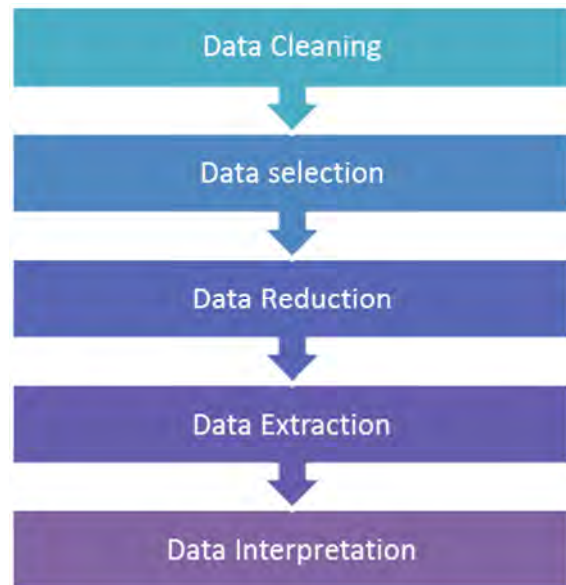 Data Cleaning
Data selection
Data Reduction
Data Extraction
Data Interpretation